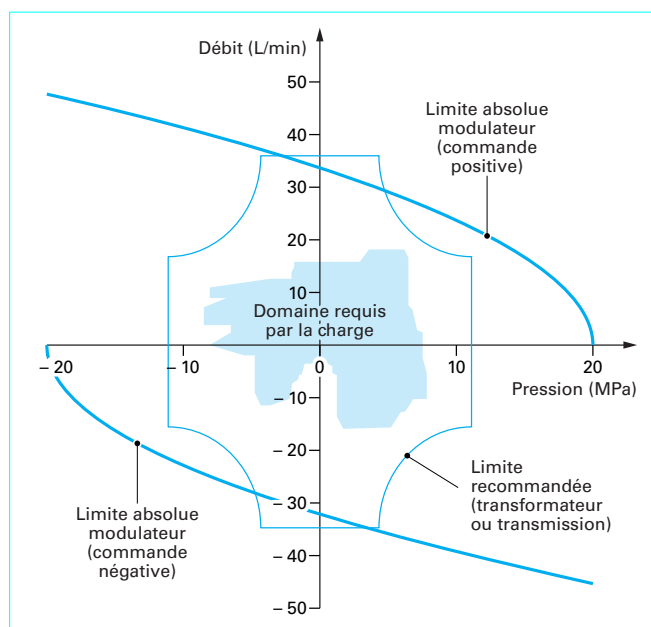 Débit (L/min)
50
40
30
20
10
Limite absolue
modulateur
(commande
positive)
Domaine requis
par la charge
– 20
– 10
0
10
20
Pression (MPa)
– 10
– 20
– 30
– 40
– 50
Limite absolue
modulateur
(commande
négative)
Limite
recommandée
(transformateur
ou transmission)